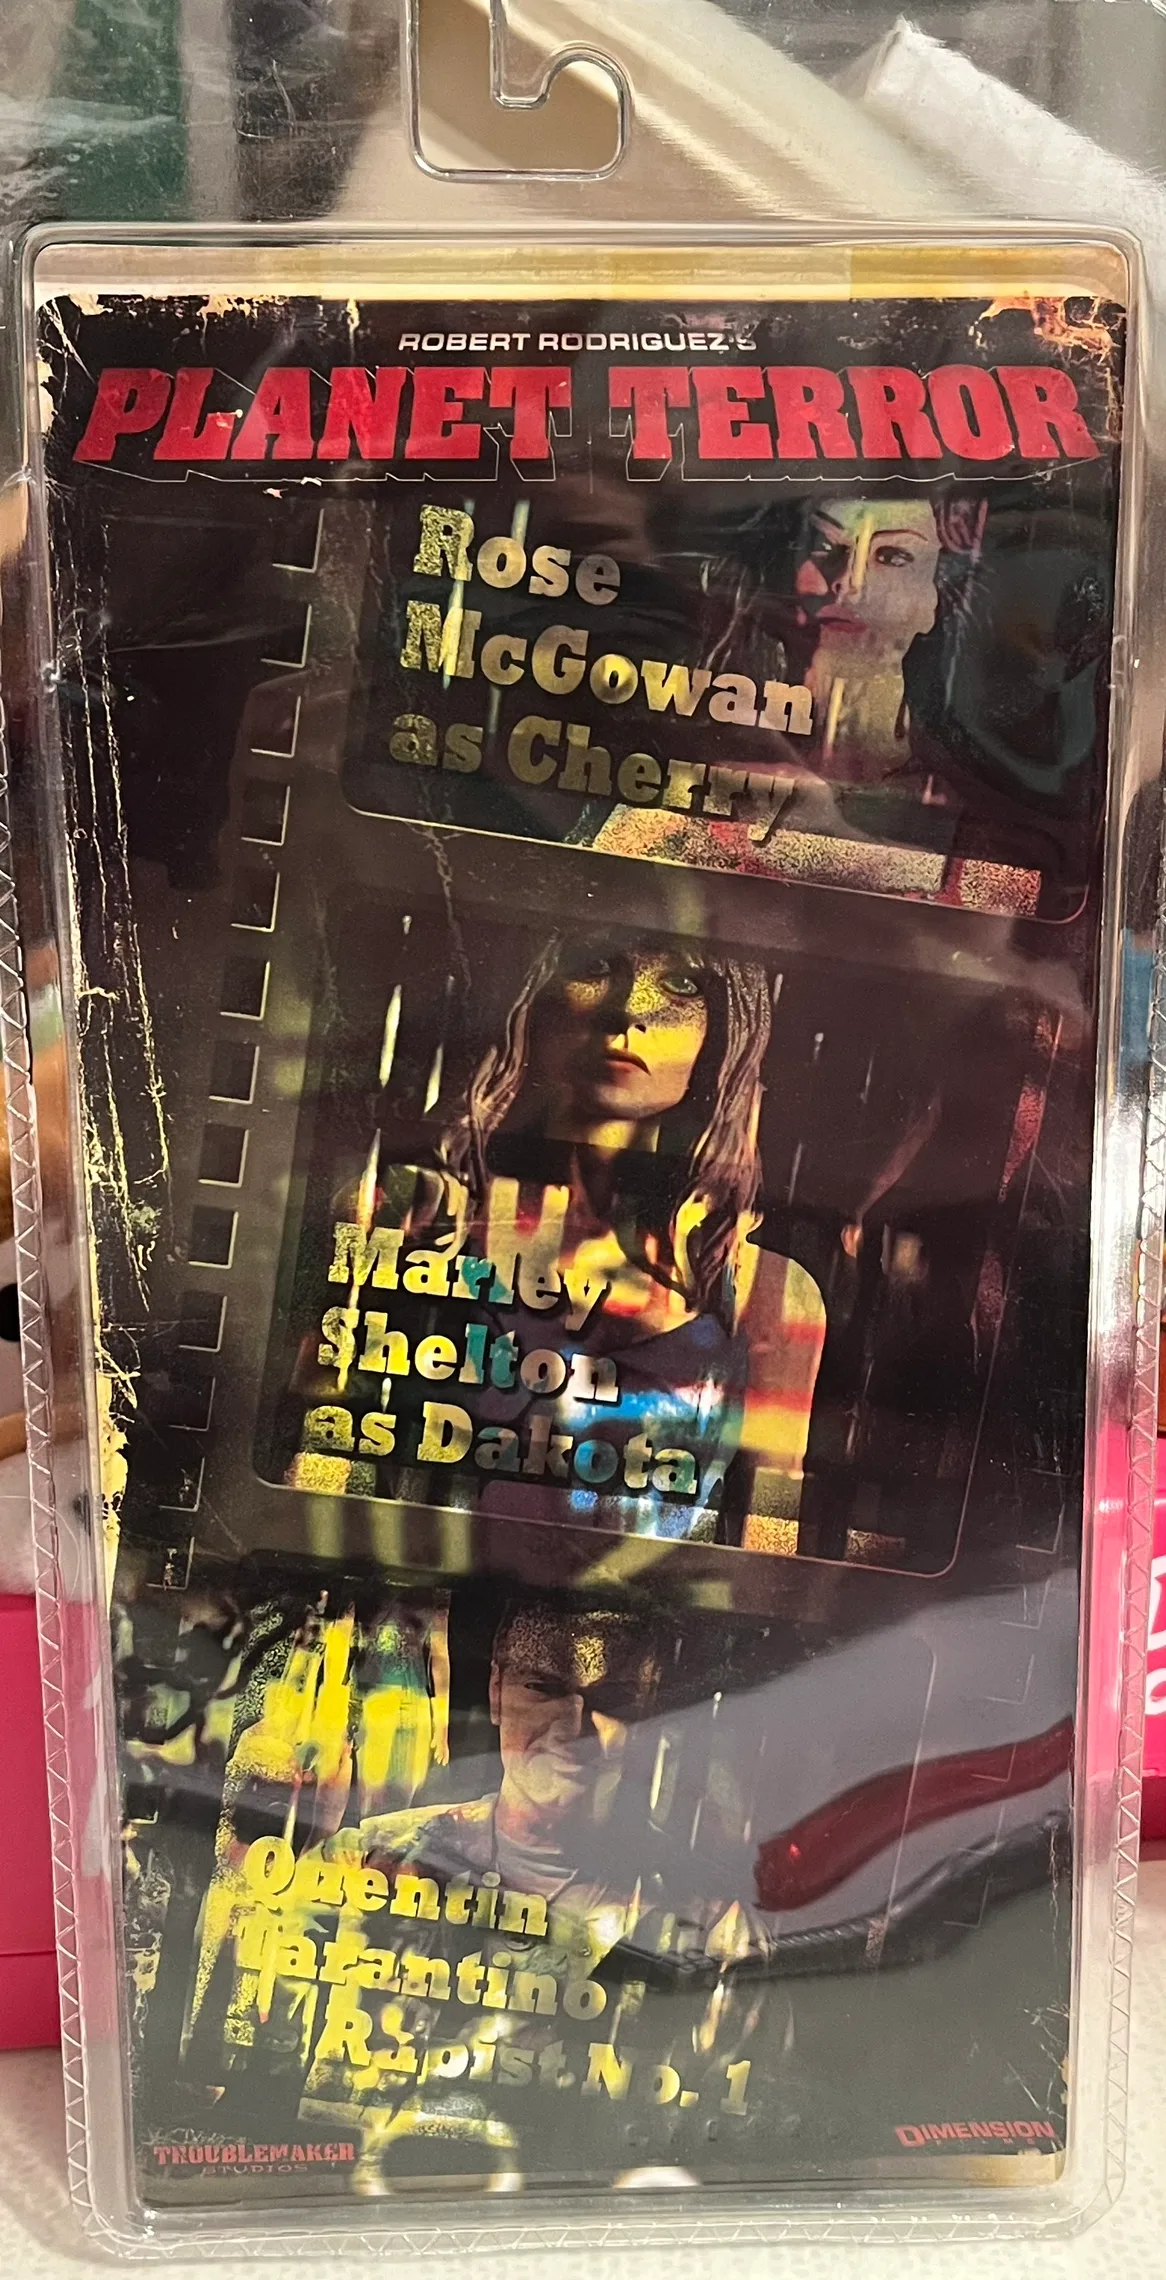 ROBERT RODRIGUEZ'S
PLANET TERROR
Rose
McGowan
as Cherry
Marley
Shelton
as Dakota
Quentin
Tarantino
Rapist No. 1
TROUBLEMAKER
STUDIOS
DIMENSION